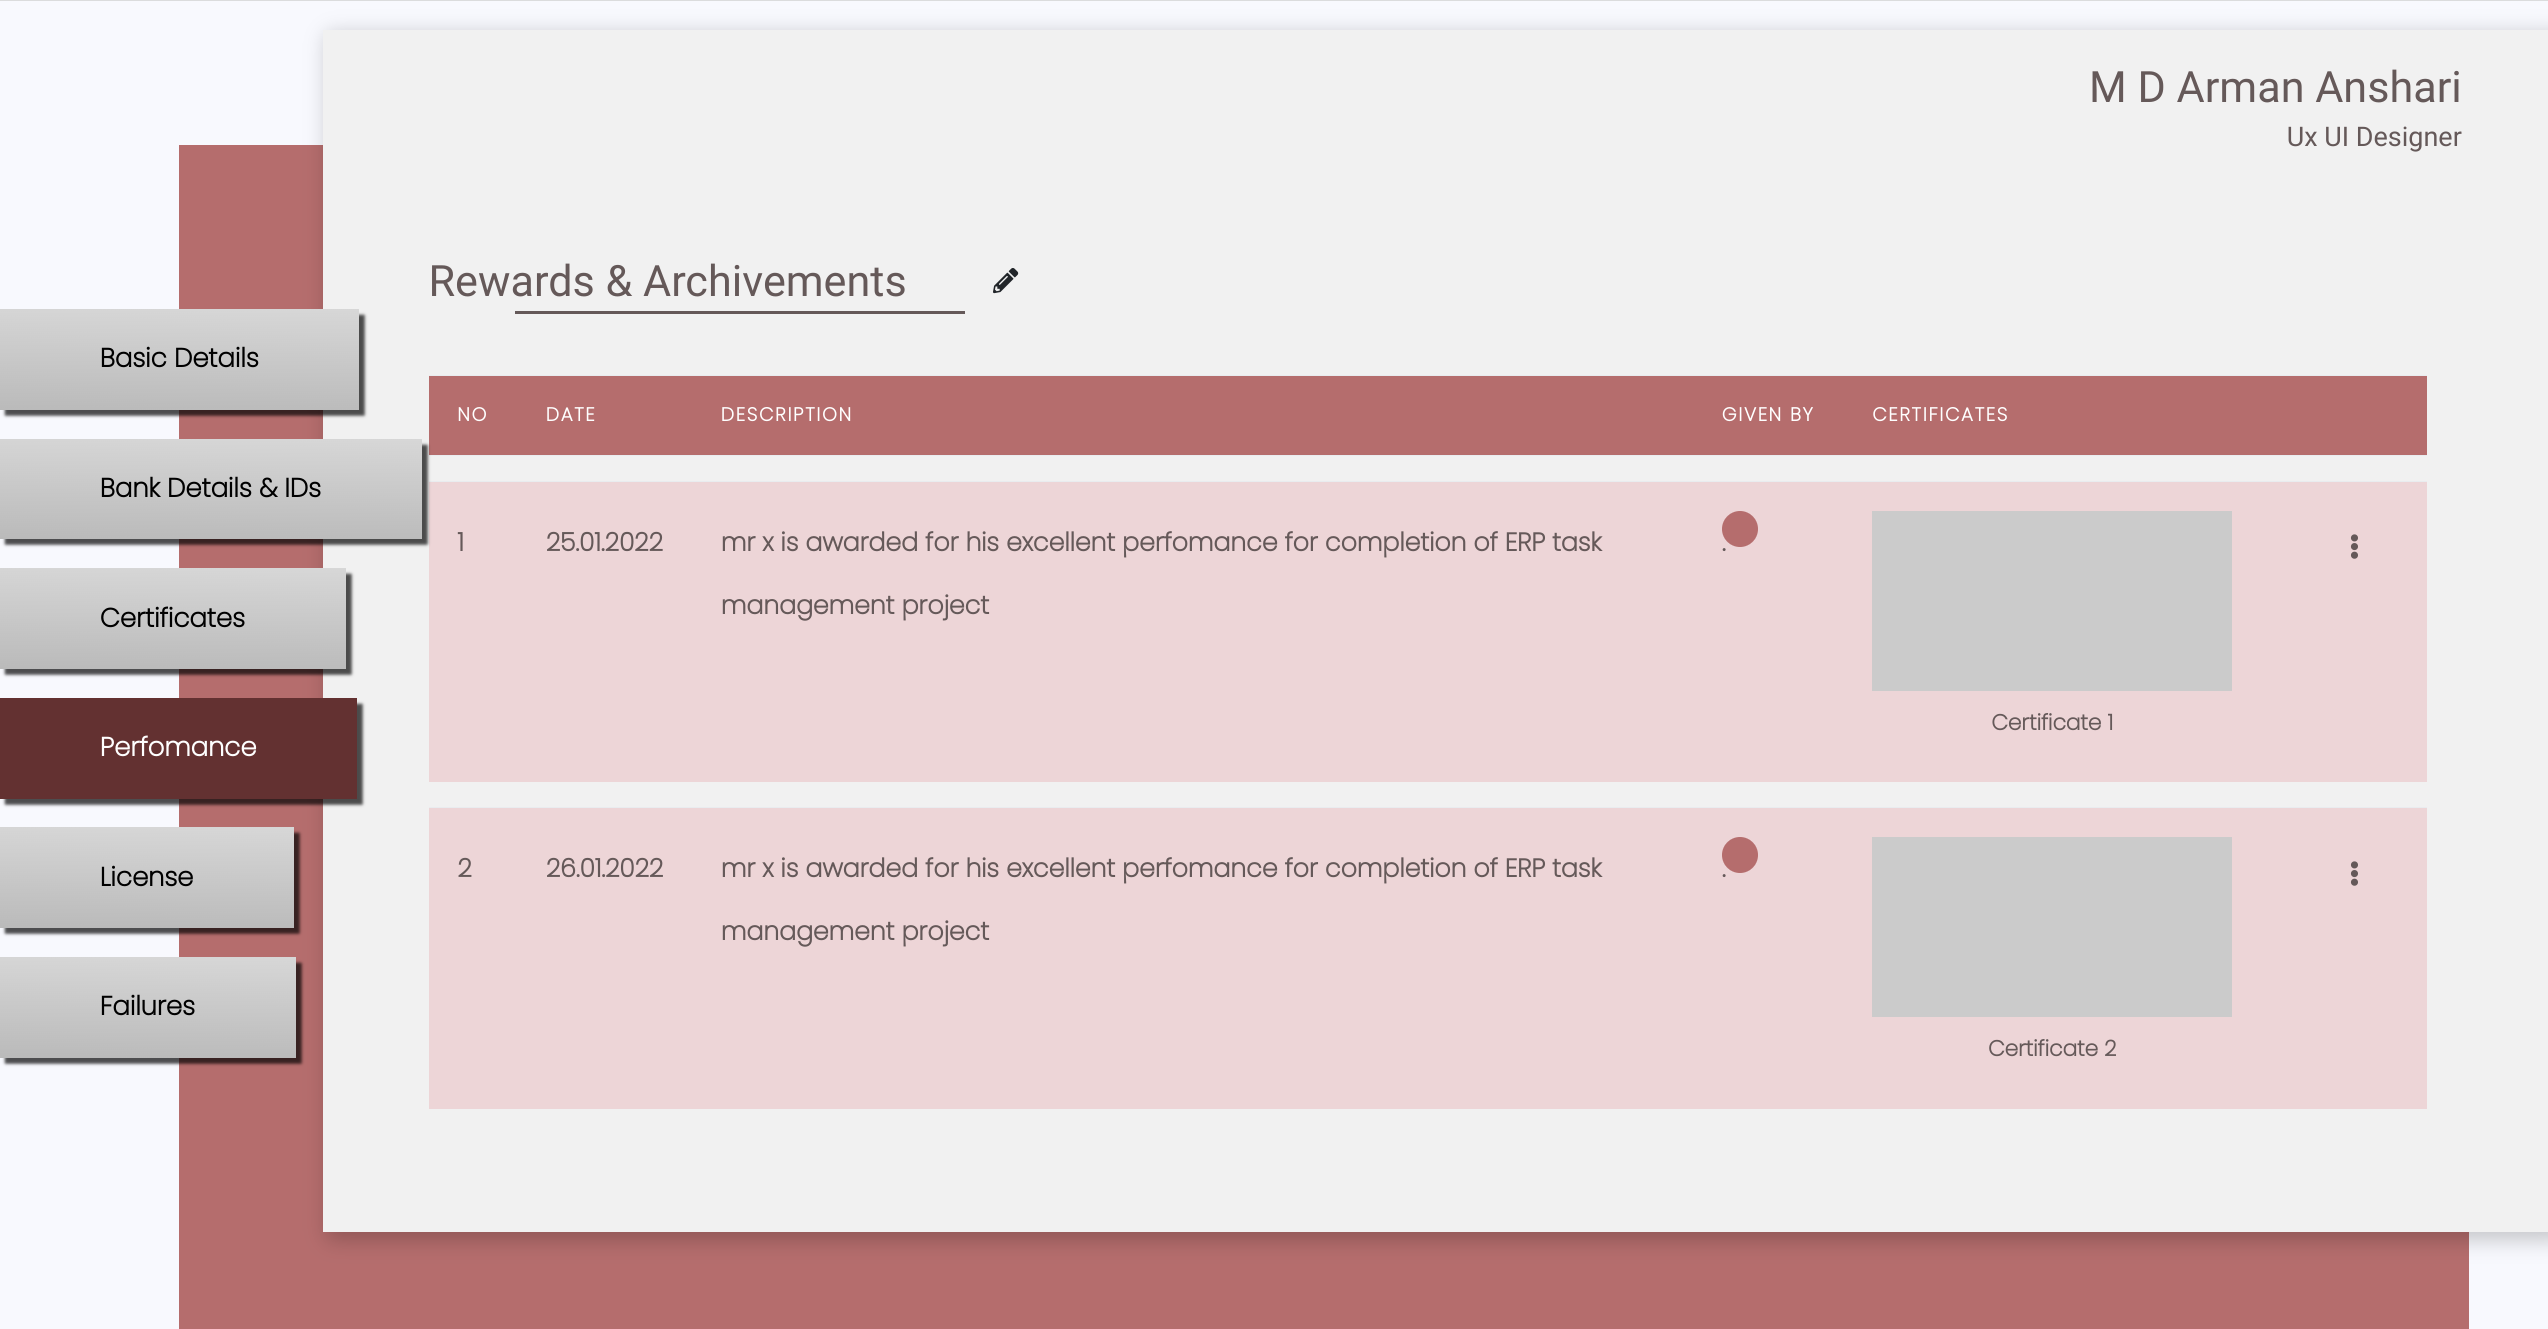 M D Arman Anshari
Ux UI Designer
Rewards & Archivements
Basic Details
Bank Details & IDs
Certificates
Perfomance
License
Failures
NO DATE DESCRIPTION GIVEN BY CERTIFICATES
1 25.01.2022 mr x is awarded for his excellent perfomance for completion of ERP task .
management project
Certificate 1
2 26.01.2022 mr x is awarded for his excellent perfomance for completion of ERP task .
management project
Certificate 2